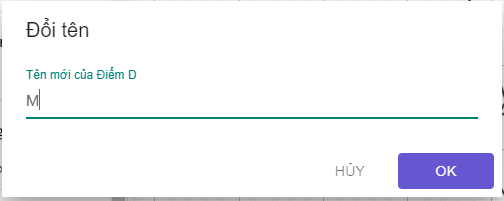 Đổi tên
Tên mới của Điểm D
M
HỦY
OK